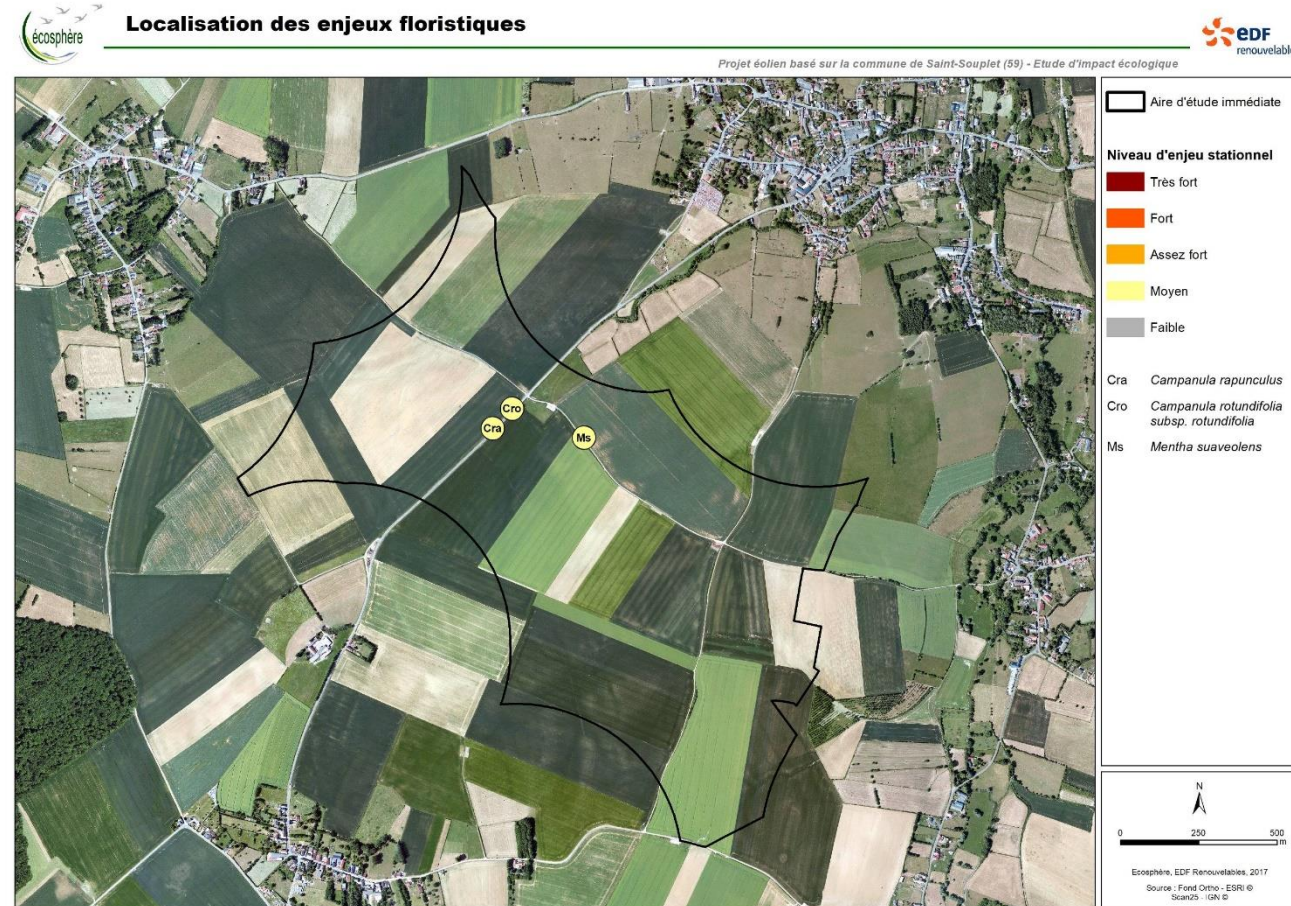 écosphère
Localisation des enjeux floristiques
edf
renouvelable
Projet éolien basé sur la commune de Saint-Souplet (59) - Etude d'impact écologique
Aire d'étude immédiate
Niveau d'enjeu stationnel
Très fort
Fort
Assez fort
Moyen
Faible
Cra Campanula rapunculus
Cro Campanula rotundifolia
subsp. rotundifolia
Ms Mentha suaveolens
Cro
Cra
Ms
N
0 250 500
m
Ecosphère, EDF Renouvelables, 2017
Source : Fond Ortho - ESRI ©
Scan25 - IGN ©